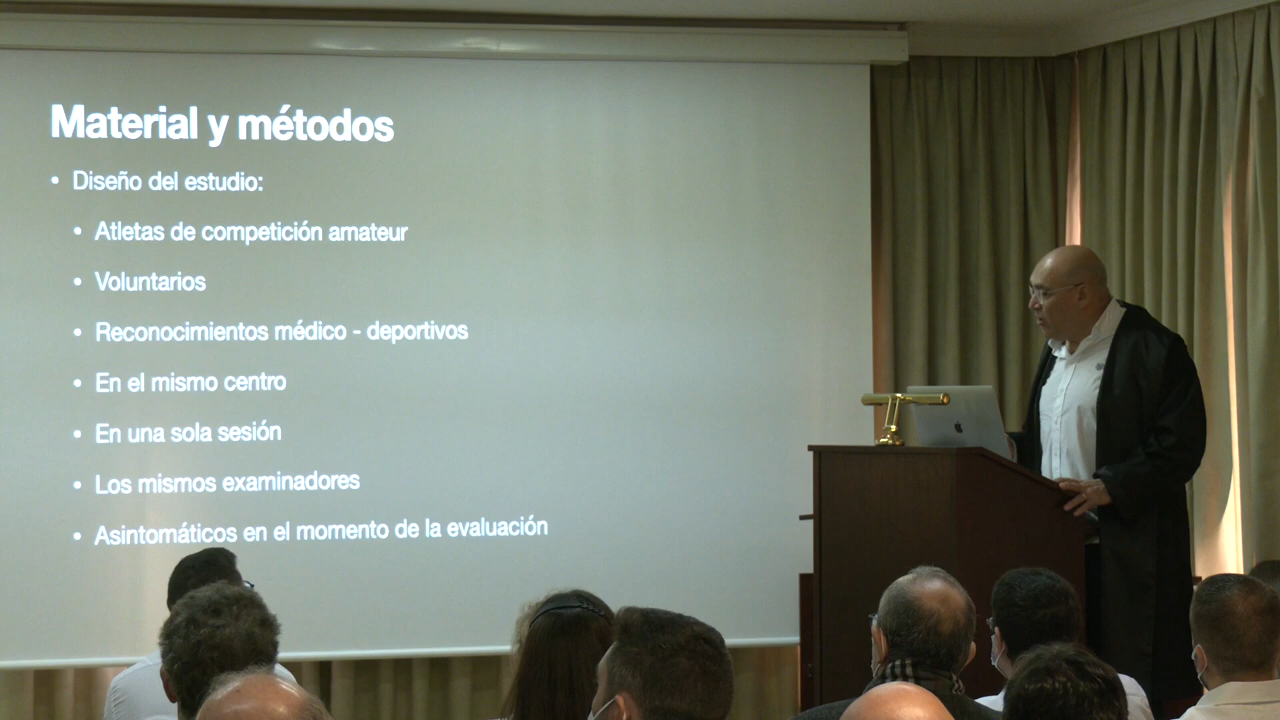 Material y métodos
• Diseño del estudio:
• Atletas de competición amateur
• Voluntarios
• Reconocimientos médico - deportivos
• En el mismo centro
• En una sola sesión
• Los mismos examinadores
• Asintomáticos en el momento de la evaluación